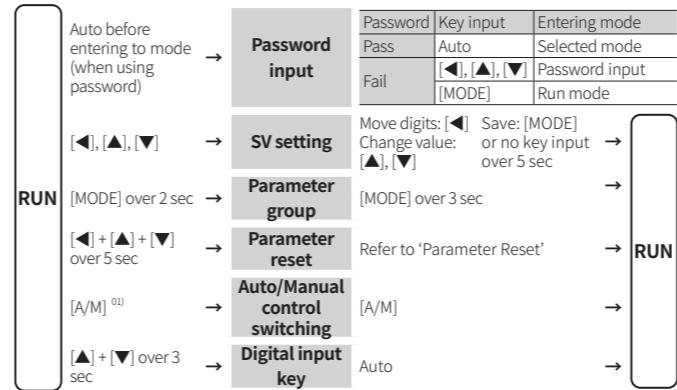 Auto before
entering to mode
(when using
password)
→
Password
input
Password Key input Entering mode
Pass Auto Selected mode
Fail [◀], [▲], [▼] Password input
[MODE] Run mode
RUN
[◀], [▲], [▼] → SV setting
Move digits: [◀] Save: [MODE]
Change value: or no key input →
[▲], [▼] over 5 sec
[MODE] over 2 sec → Parameter
group
[MODE] over 3 sec →
[◀] + [▲] + [▼]
over 5 sec
→ Parameter
reset
Refer to ‘Parameter Reset’ → RUN
[A/M] 01) → Auto/Manual
control
switching
[A/M] →
[▲] + [▼] over 3
sec
→ Digital input
key
Auto →